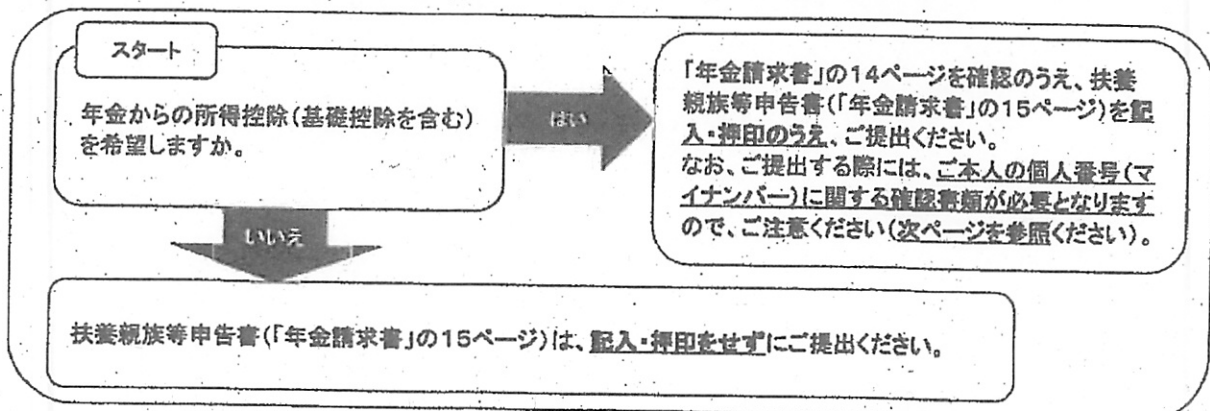 スタート
年金からの所得控除(基礎控除を含む)
を希望しますか。
はい
「年金請求書」の14ページを確認のうえ、扶養
親族等申告書(「年金請求書」の15ページ)を記
入・押印のうえ、ご提出ください。
なお、ご提出する際には、ご本人の個人番号(マ
イナンバー)に関する確認書類が必要となります
ので、ご注意ください(次ページを参照ください)。
いいえ
扶養親族等申告書(「年金請求書」の15ページ)は、記入・押印をせずにご提出ください。